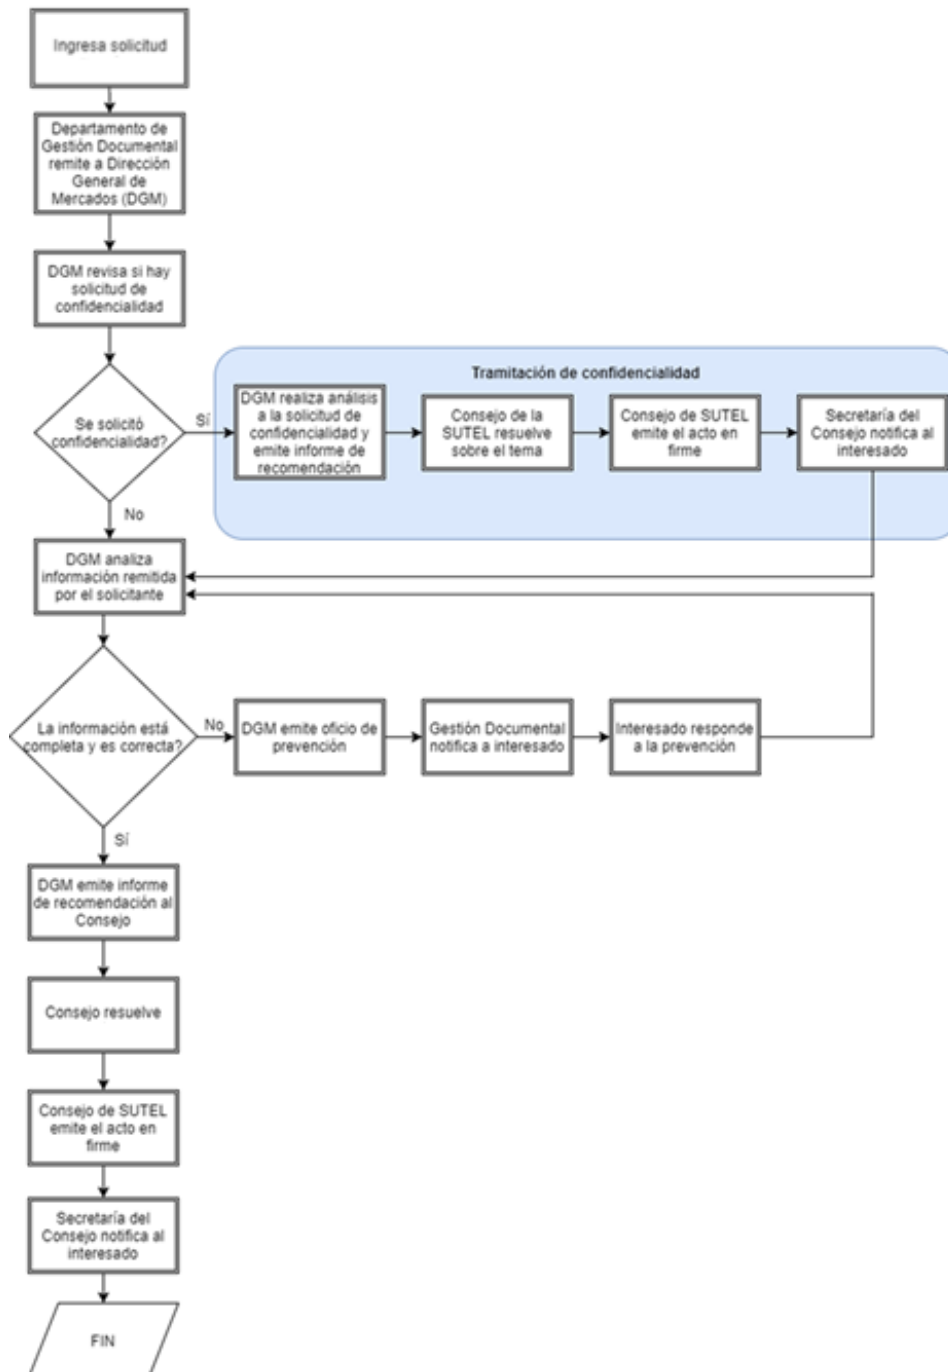 Ingresa solicitud
Departamento de
Gestión Documental
remite a Dirección
General de
Mercados (DGM)
DGM revisa si hay
solicitud de
confidencialidad
Se solicitó
confidencialidad?
Sí
No
Tramitación de confidencialidad
DGM realiza análisis
a la solicitud de
confidencialidad y
emite informe de
recomendación
Consejo de la
SUTEL resuelve
sobre el tema
Consejo de SUTEL
emite el acto en
firme
Secretaría del
Consejo notifica al
interesado
DGM analiza
información remitida
por el solicitante
La información está
completa y es correcta?
No
DGM emite oficio de
prevención
Gestión Documental
notifica a interesado
Interesado responde
a la prevención
Sí
DGM emite informe
de recomendación al
Consejo
Consejo resuelve
Consejo de SUTEL
emite el acto en
firme
Secretaría del
Consejo notifica al
interesado
FIN